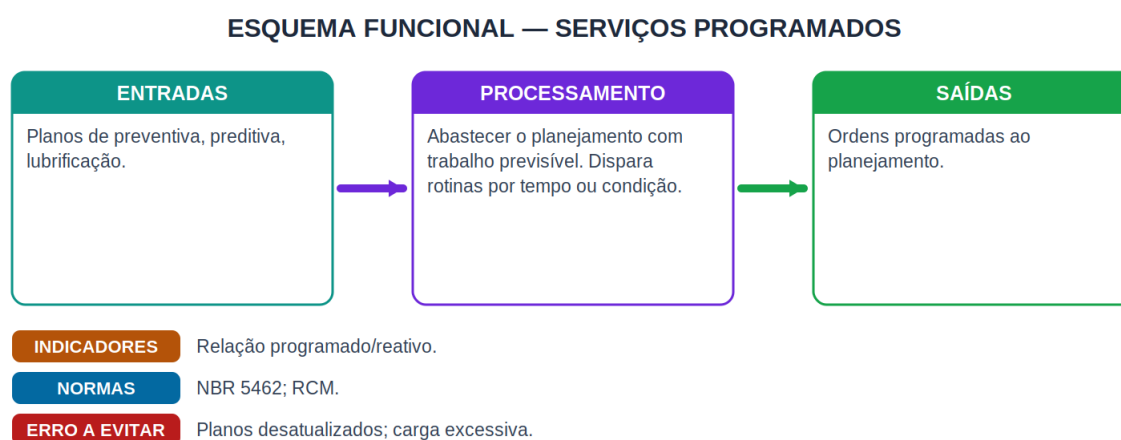 ESQUEMA FUNCIONAL — SERVIÇOS PROGRAMADOS
ENTRADAS
Planos de preventiva, preditiva,
lubrificação.
PROCESSAMENTO
Abastecer o planejamento com
trabalho previsível. Dispara
rotinas por tempo ou condição.
SAÍDAS
Ordens programadas ao
planejamento.
INDICADORES
Relação programado/reativo.
NORMAS
NBR 5462; RCM.
ERRO A EVITAR
Planos desatualizados; carga excessiva.